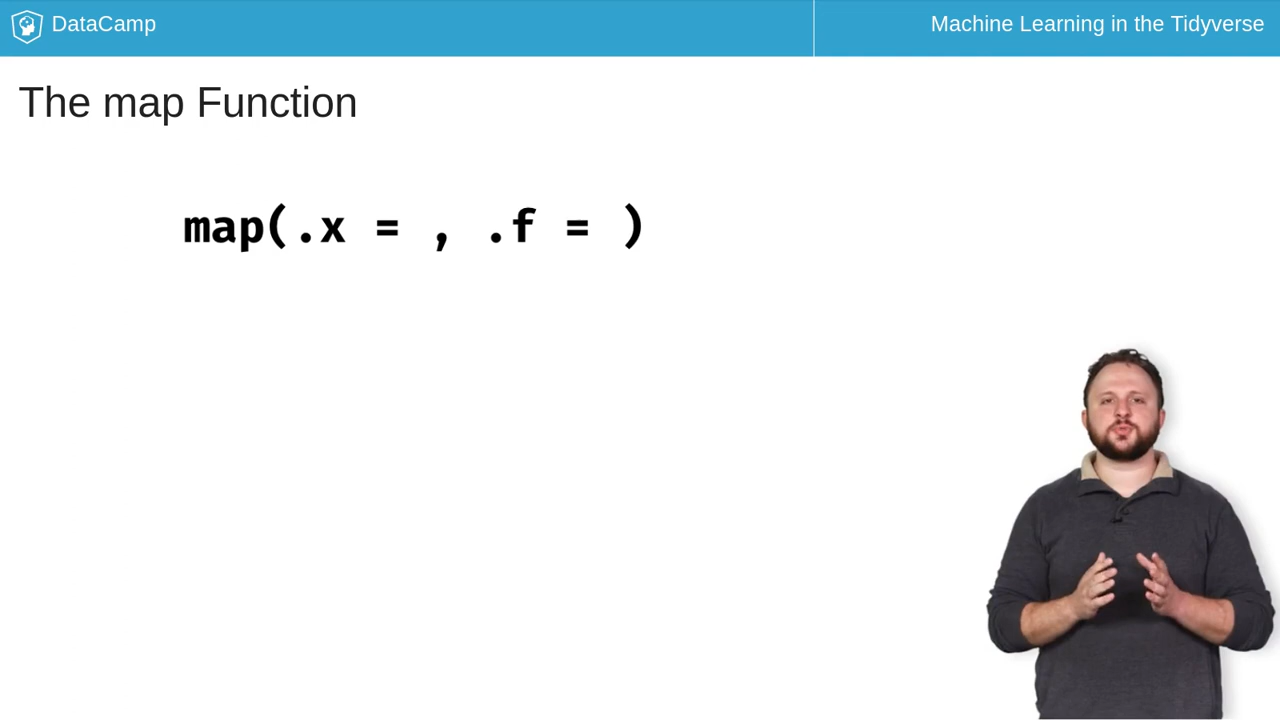 DataCamp
Machine Learning in the Tidyverse
The map Function
map(.x = , .f = )